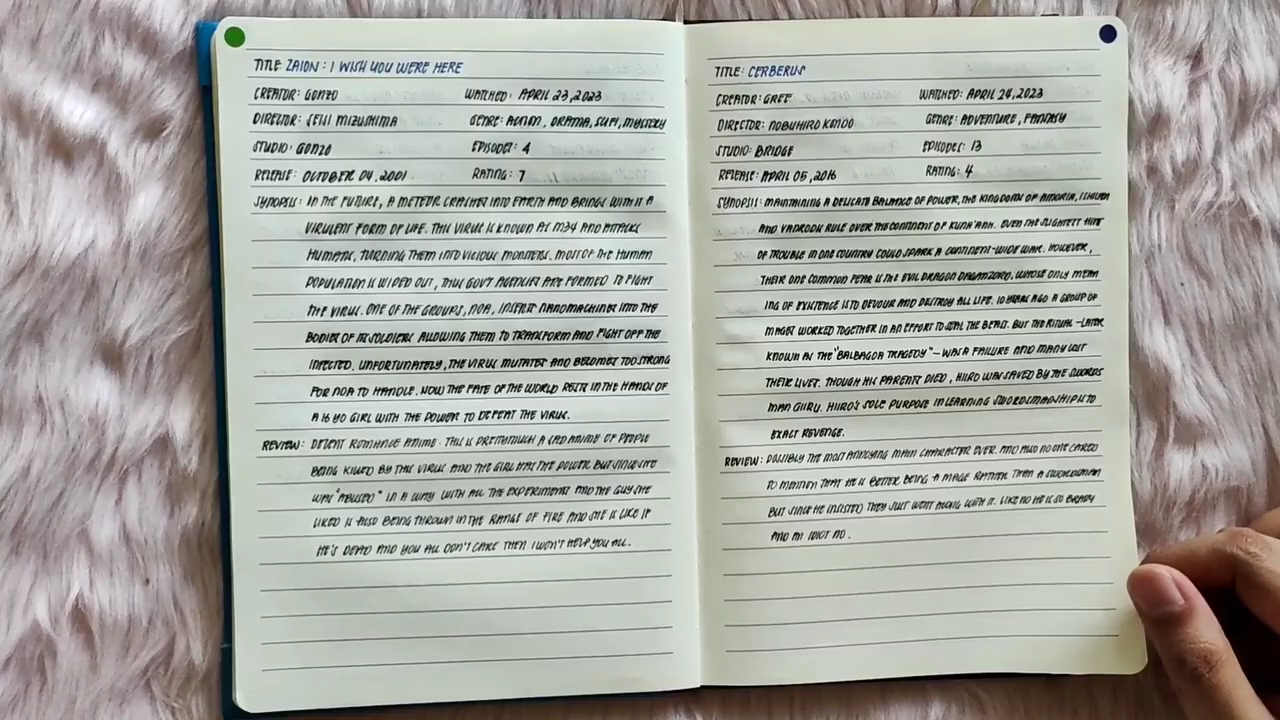 TITLE: ZAION: I WISH YOU WERE HERE
CREATOR: GONZO WATCHED: APRIL 23, 2023
DIRECTOR: SEIJI MIZUSHIMA GENRE: ACTION, DRAMA, SCIFI, MYSTERY
STUDIO: GONZO EPISODE: 4
RELEASE: OCTOBER 04, 2001 RATING: 7
SYNOPSIS: IN THE FUTURE, A METEOR CRASHES INTO EARTH AND BRINGS WITH IT A
VIRULENT FORM OF LIFE. THIS VIRUS IS KNOWN AS M34 AND ATTACKS
HUMANS, TURNING THEM INTO VICIOUS MONSTERS. MOST OF THE HUMAN
POPULATION IS WIPED OUT, THUS GOV'T AGENCIES ARE FORMED TO FIGHT
THE VIRUS. ONE OF THE GROUPS, NOA, INSERTS NANOMACHINES INTO THE
BODIES OF ITS SOLDIERS ALLOWING THEM TO TRANSFORM AND FIGHT OFF THE
INFECTED. UNFORTUNATELY, THE VIRUS MUTATES AND BECOMES TOO STRONG
FOR NOA TO HANDLE. NOW THE FATE OF THE WORLD RESTS IN THE HANDS OF
A 16 YO GIRL WITH THE POWER TO DEFEAT THE VIRUS.
REVIEW: DECENT ROMANCE ANIME. THIS IS PRETTY MUCH A SAD ANIME OF PEOPLE
BEING KILLED BY THIS VIRUS AND THE GIRL HAS THE POWER BUT SINCE SHE
WAS "ABUSED" IN A WAY WITH ALL THE EXPERIMENTS AND THE GUY SHE
LIKED IS ALSO BEING THROWN IN THE RANGE OF FIRE AND SHE IS LIKE IF
HE'S DEAD AND YOU ALL DON'T CARE THEN I WON'T HELP YOU ALL.
TITLE: CERBERUS
CREATOR: GREE WATCHED: APRIL 24, 2023
DIRECTOR: NOBUHIRO KONDO GENRE: ADVENTURE, FANTASY
STUDIO: BRIDGE EPISODES: 13
RELEASE: APRIL 05, 2016 RATING: 4
SYNOPSIS: MAINTAINING A DELICATE BALANCE OF POWER, THE KINGDOMS OF AMORIA, ISHILFEN
AND VANRODIS RULE OVER THE CONTINENT OF KUNA'ANN. EVEN THE SLIGHTEST HINT
OF TROUBLE IN ONE COUNTRY COULD SPARK A CONTINENT-WIDE WAR. HOWEVER,
THEIR ONE COMMON FEAR IS THE EVIL DRAGON DAGANZORD, WHOSE ONLY MEAN
ING OF EXISTENCE IS TO DEVOUR AND DESTROY ALL LIFE. 10 YEARS AGO A GROUP OF
MAGES WORKED TOGETHER IN AN EFFORT TO SEAL THE BEAST. BUT THE RITUAL -LATER
KNOWN AS THE "BALBAGOA TRAGEDY"- WAS A FAILURE AND MANY LOST
THEIR LIVES. THOUGH HIS PARENTS DIED, HIIRO WAS SAVED BY THE SWORDS
MAN GIIRU. HIIRO'S SOLE PURPOSE IN LEARNING SWORDSMANSHIP IS TO
EXACT REVENGE.
REVIEW: POSSIBLY THE MOST ANNOYING MAIN CHARACTER EVER. AND ALSO NO ONE CARED
TO MENTION THAT HE IS BETTER BEING A MAGE RATHER THAN A SWORDSMAN
BUT SINCE HE INSISTED THEY JUST WENT ALONG WITH IT. LIKE NO HE IS SO
AND AN IDIOT NO.